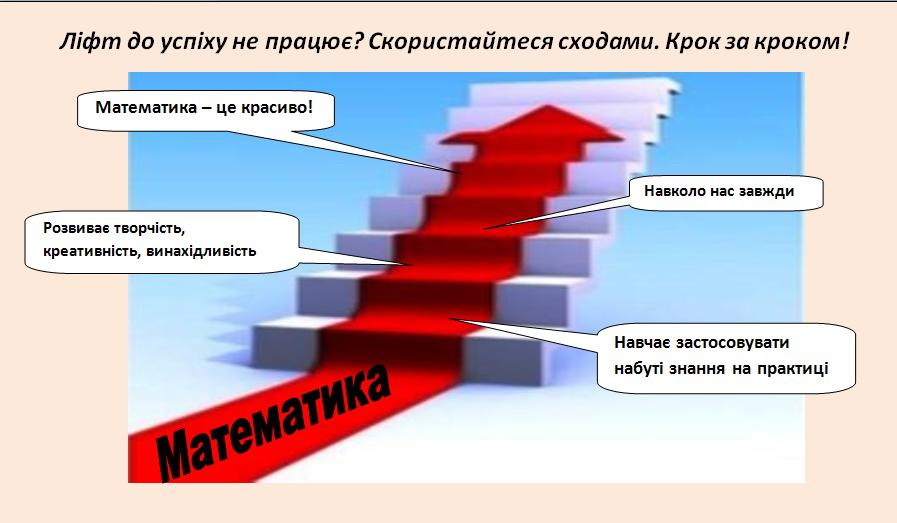 Ліфт до успіху не працює? Скористайтеся сходами. Крок за кроком!
Математика – це красиво!
Навколо нас завжди
Розвиває творчість,
креативність, винахідливість
Навчає застосовувати
набуті знання на практиці
Математика